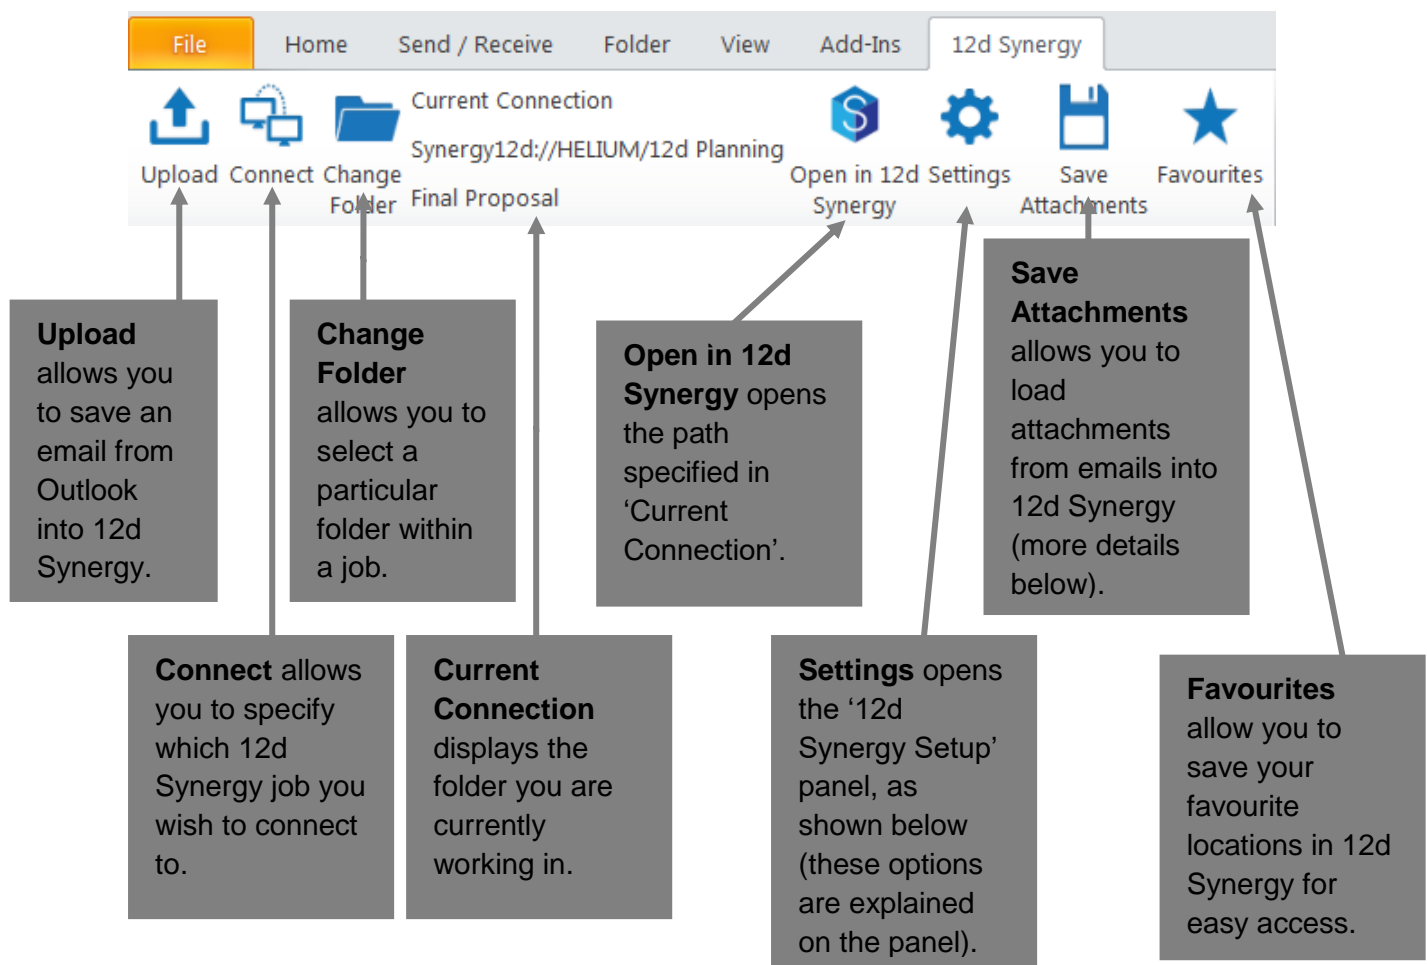 File Home Send / Receive Folder View Add-Ins 12d Synergy
Current Connection
Synergy12d://HELIUM/12d Planning
Final Proposal
Upload
Connect
Change
Folder
Open in 12d
Synergy
Settings
Save
Attachments
Favourites
Upload
allows you
to save an
email from
Outlook
into 12d
Synergy.
Change
Folder
allows you to
select a
particular
folder within
a job.
Open in 12d
Synergy opens
the path
specified in
‘Current
Connection’.
Save
Attachments
allows you to
load
attachments
from emails into
12d Synergy
(more details
below).
Connect allows
you to specify
which 12d
Synergy job you
wish to connect
to.
Current
Connection
displays the
folder you are
currently
working in.
Settings opens
the ‘12d
Synergy Setup’
panel, as
shown below
(these options
are explained
on the panel).
Favourites
allow you to
save your
favourite
locations in 12d
Synergy for
easy access.